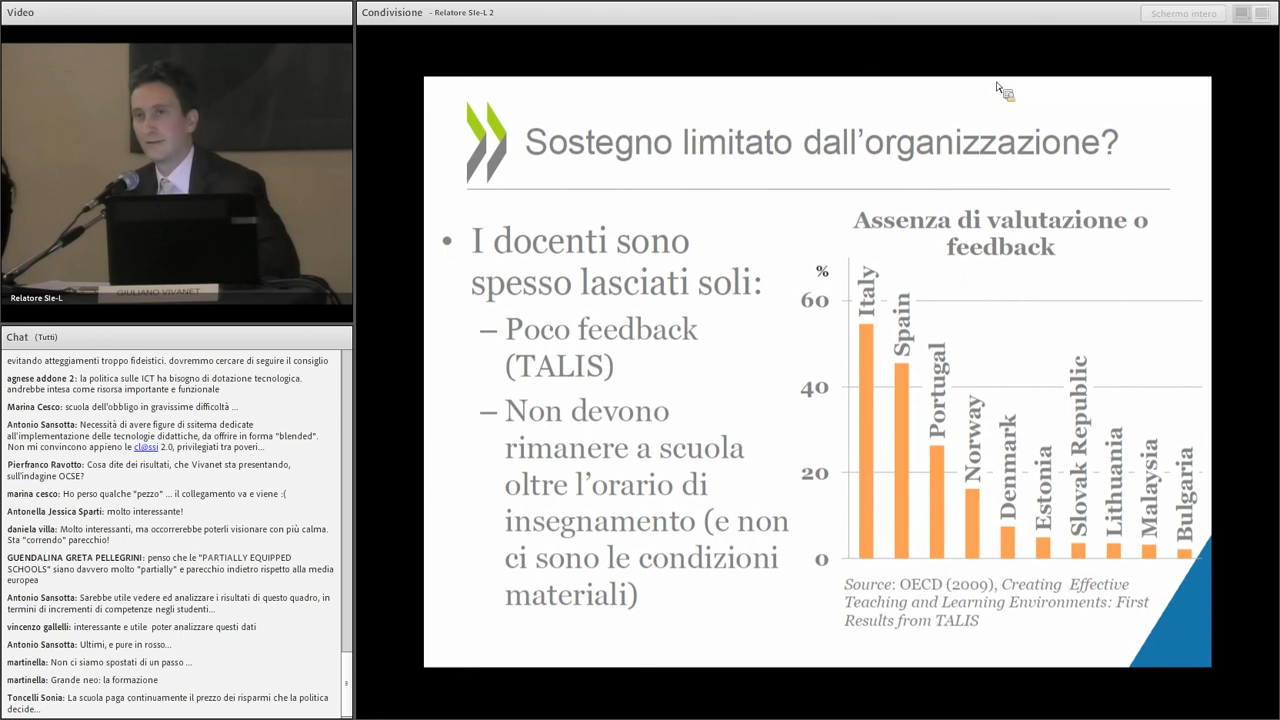 Video
Condivisione - Relatore SIe-L 2
Schermo intero
GIULIANO VIVANET
Relatore SIe-L
Chat (Tutti)
evitando atteggiamenti troppo fideistici. dovremmo cercare di seguire il consiglio
agnese addone 2: la politica sulle ICT ha bisogno di dotazione tecnologica.
andrebbe intesa come risorsa importante e funzionale
Marina Cesco: scuola dell'obbligo in gravissime difficoltà ...
Antonio Sansotta: Necessità di avere figure di ssitema dedicate
all'implementazione delle tecnologie didattiche, da offrire in forma "blended".
Non mi convincono appieno le cl@ssi 2.0, privilegiati tra poveri...
Pierfranco Ravotto: Cosa dite dei risultati, che Vivanet sta presentando,
sull'indagine OCSE?
marina cesco: Ho perso qualche "pezzo" ... il collegamento va e viene :(
Antonella Jessica Sparti: molto interessante!
daniela villa: Molto interessanti, ma occorrerebbe poterli visionare con più calma.
Sta "correndo" parecchio!
GUENDALINA GRETA PELLEGRINI: penso che le "PARTIALLY EQUIPPED
SCHOOLS" siano davvero molto "partially" e parecchio indietro rispetto alla media
europea
Antonio Sansotta: Sarebbe utile vedere ed analizzare i risultati di questo quadro, in
termini di incrementi di competenze negli studenti...
vincenzo gallelli: interessante e utile poter analizzare questi dati
Antonio Sansotta: Ultimi, e pure in rosso...
martinella: Non ci siamo spostati di un passo ...
martinella: Grande neo: la formazione
Toncelli Sonia: La scuola paga continuamente il prezzo dei risparmi che la politica
decide...
Sostegno limitato dall'organizzazione?
• I docenti sono
spesso lasciati soli:
– Poco feedback
(TALIS)
– Non devono
rimanere a scuola
oltre l'orario di
insegnamento (e non
ci sono le condizioni
materiali)
Assenza di valutazione o
feedback
%
60
40
20
0
Italy
Spain
Portugal
Norway
Denmark
Estonia
Slovak Republic
Lithuania
Malaysia
Bulgaria
Source: OECD (2009), Creating Effective
Teaching and Learning Environments: First
Results from TALIS